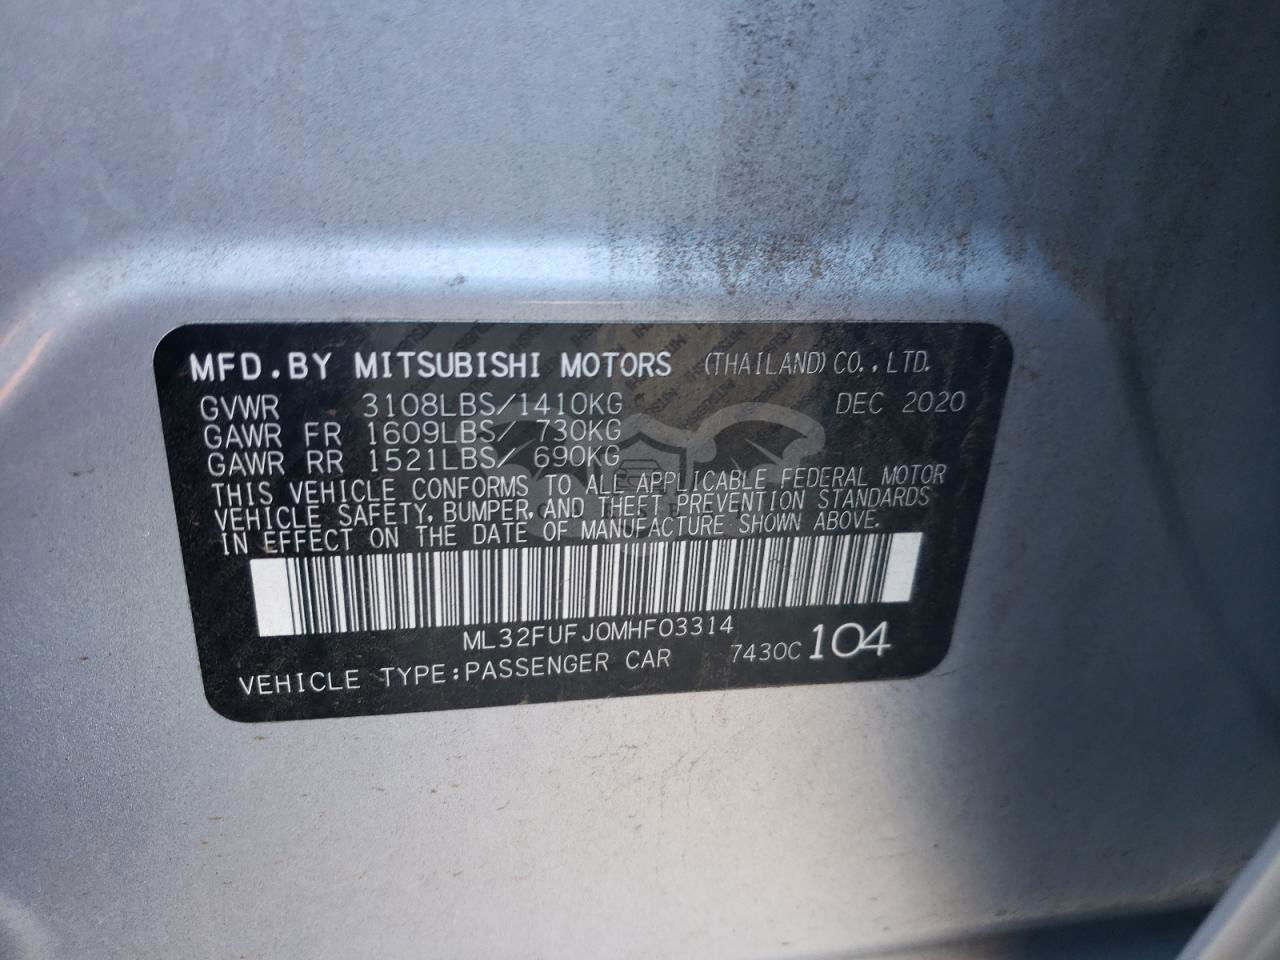 MFD.BY MITSUBISHI MOTORS (THAILAND)CO.,LTD.
GVWR 3108LBS/1410KG DEC 2020
GAWR FR 1609LBS/ 730KG
GAWR RR 1521LBS/ 690KG
THIS VEHICLE CONFORMS TO ALL APPLICABLE FEDERAL MOTOR
VEHICLE SAFETY, BUMPER, AND THEFT PREVENTION STANDARDS
IN EFFECT ON THE DATE OF MANUFACTURE SHOWN ABOVE.
ML32FUFJ0MHF03314
VEHICLE TYPE:PASSENGER CAR 7430C 104